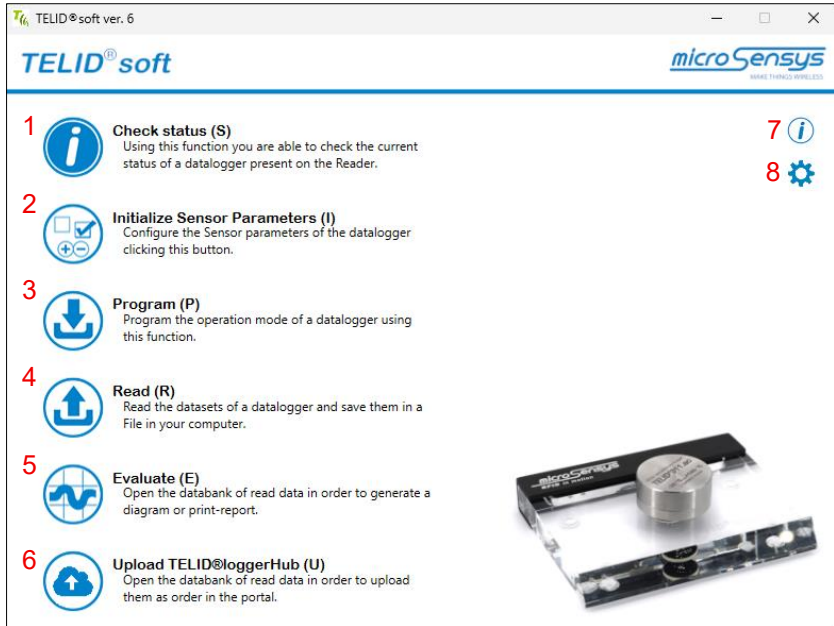 TELID®soft ver. 6
TELID® soft
microSensys
MAKE THINGS WIRELESS
1
Check status (S)
Using this function you are able to check the current
status of a datalogger present on the Reader.
7
8
2
Initialize Sensor Parameters (I)
Configure the Sensor parameters of the datalogger
clicking this button.
3
Program (P)
Program the operation mode of a datalogger using
this function.
4
Read (R)
Read the datasets of a datalogger and save them in a
File in your computer.
5
Evaluate (E)
Open the databank of read data in order to generate a
diagram or print-report.
6
Upload TELID®loggerHub (U)
Open the databank of read data in order to upload
them as order in the portal.
microSensys
RFID in Motion